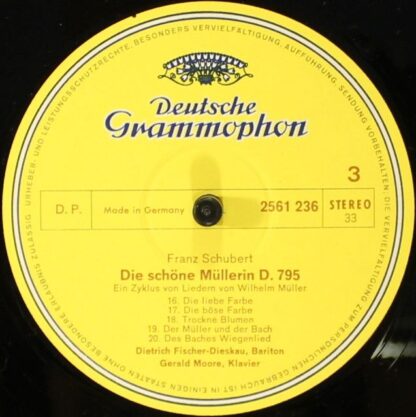 ALLE URHEBER- UND LEISTUNGSSCHUTZRECHTE VORBEHALTEN · DIE VERVIELFÄLTIGUNG ZUM PERSÖNLICHEN GEBRAUCH IST IN EINIGEN STAATEN OHNE BESONDERE ERLAUBNIS ZULÄSSIG
BESONDERS VERVIELFÄLTIGUNG, AUFFÜHRUNG, SENDUNG
Deutsche
Grammophon
3
D. P.
Made in Germany
2561 236
STEREO
33
Franz Schubert
Die schöne Müllerin D. 795
Ein Zyklus von Liedern von Wilhelm Müller
16. Die liebe Farbe
17. Die böse Farbe
18. Trockne Blumen
19. Der Müller und der Bach
20. Des Baches Wiegenlied
Dietrich Fischer-Dieskau, Bariton
Gerald Moore, Klavier